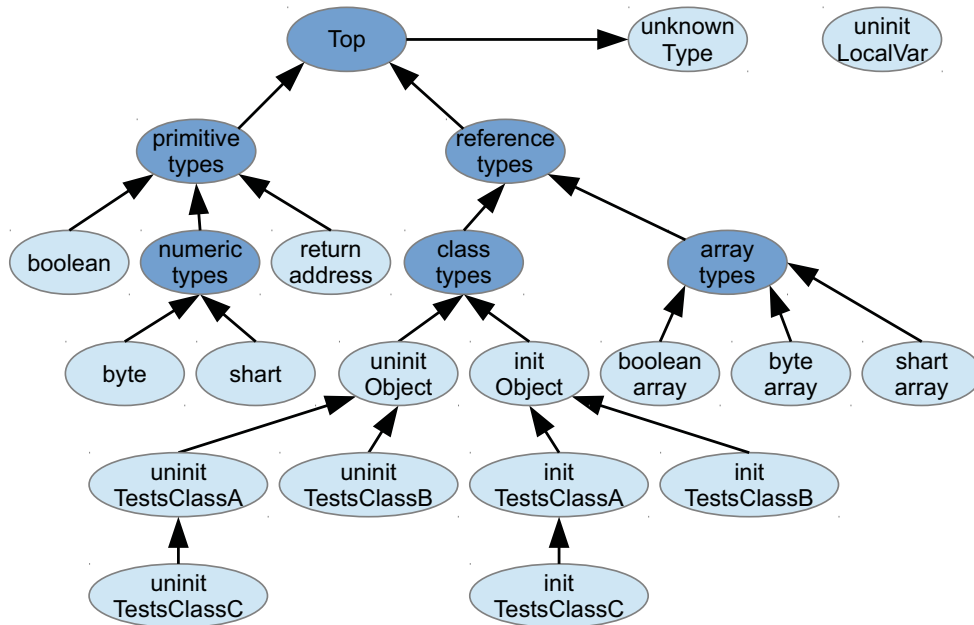 Top
unknown
Type
uninit
LocalVar
primitive
types
reference
types
boolean
numeric
types
return
address
class
types
array
types
byte
shart
uninit
Object
init
Object
boolean
array
byte
array
shart
array
uninit
TestsClassA
uninit
TestsClassB
init
TestsClassA
init
TestsClassB
uninit
TestsClassC
init
TestsClassC